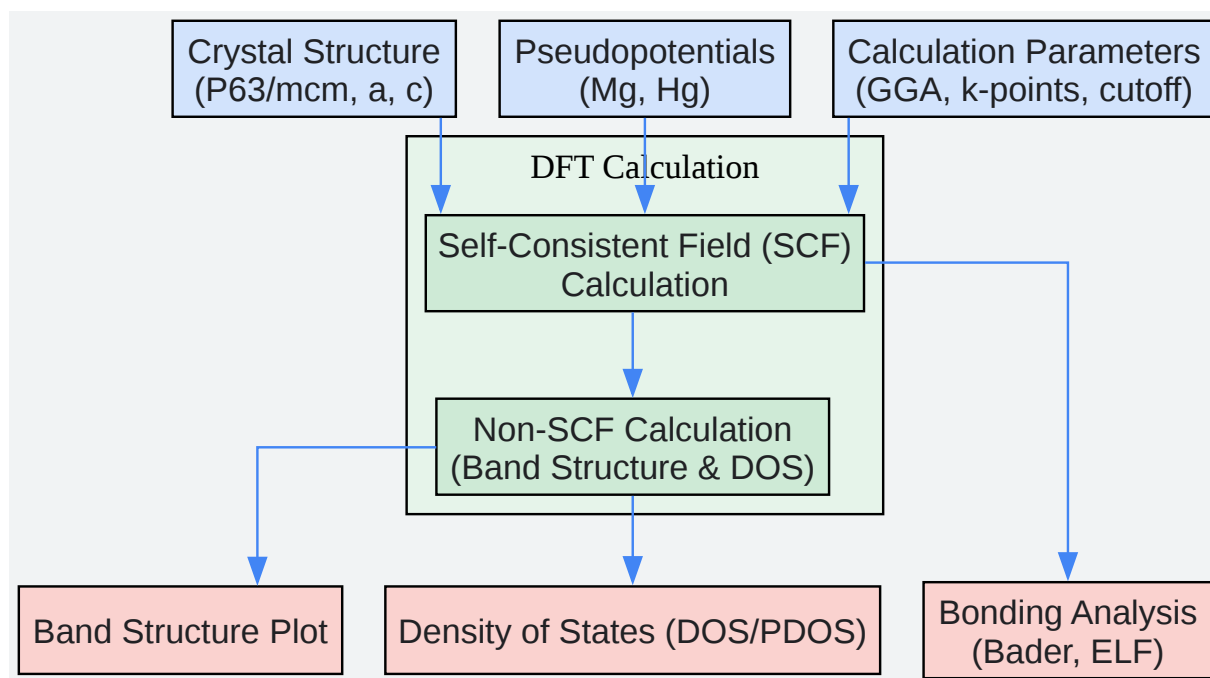 Crystal Structure
(P63/mcm, a, c)
Pseudopotentials
(Mg, Hg)
Calculation Parameters
(GGA, k-points, cutoff)
DFT Calculation
Self-Consistent Field (SCF)
Calculation
Non-SCF Calculation
(Band Structure & DOS)
Band Structure Plot
Density of States (DOS/PDOS)
Bonding Analysis
(Bader, ELF)